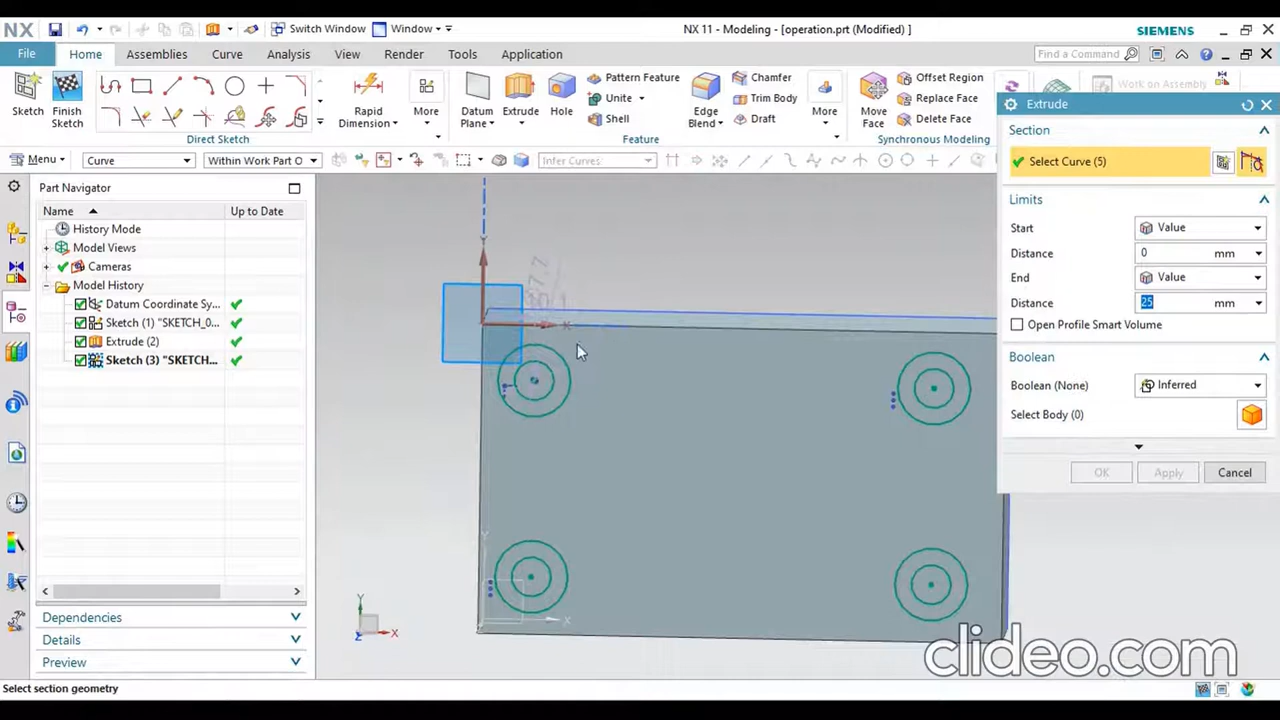 Switch Window Window NX 11 - Modeling - [operation.prt (Modified) ] SIEMENS
File Home Assemblies Curve Analysis View Render Tools Application Find a Command
Sketch Finish Sketch Rapid Dimension More Datum Plane Extrude Hole Pattern Feature Unite Shell Edge Blend Chamfer Trim Body Draft More Move Face Offset Region Replace Face Delete Face Work on Assembly
Direct Sketch Feature Synchronous Modeling
Menu Curve Within Work Part O Infer Curves
Part Navigator
Name Up to Date
History Mode
Model Views
Cameras
Model History
Datum Coordinate Sy...
Sketch (1) "SKETCH_0...
Extrude (2)
Sketch (3) "SKETCH...
Dependencies
Details
Preview
Y
X
Y
X
Y
X
Z
Extrude
Section
Select Curve (5)
Limits
Start Value
Distance 0 mm
End Value
Distance 25 mm
Open Profile Smart Volume
Boolean
Boolean (None) Inferred
Select Body (0)
OK Apply Cancel
clideo.com
Select section geometry